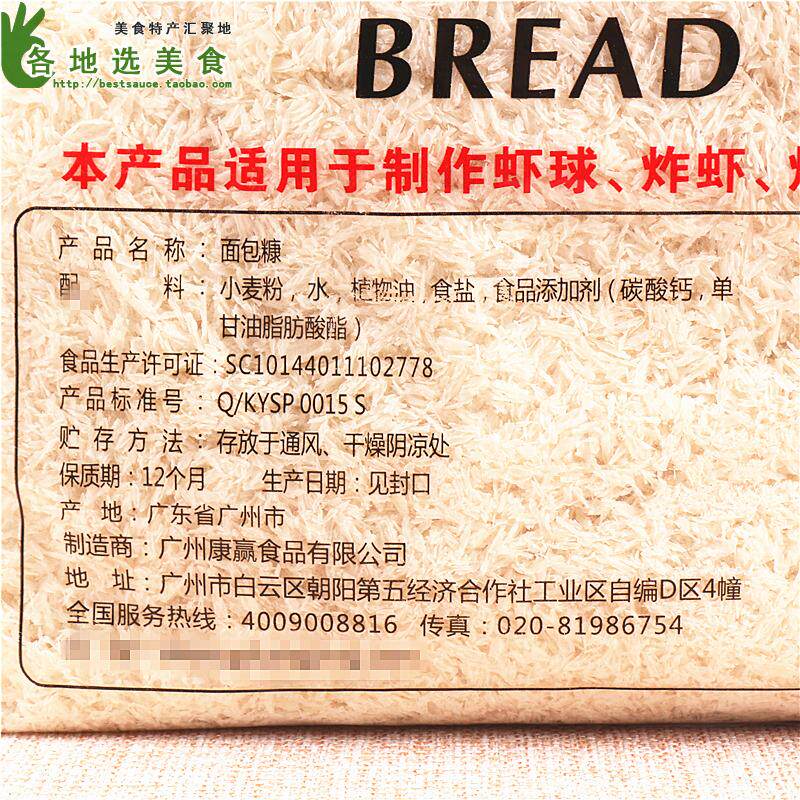 美食特产汇聚地
各地选美食
http://bestsauce.taobao.com/
BREAD
本产品适用于制作虾球、炸虾、
产品名称：面包糠
配料：小麦粉，水，植物油，食盐，食品添加剂（碳酸钙，单
甘油脂肪酸酯）
食品生产许可证：SC10144011102778
产品标准号：Q/KYSP 0015 S
贮存方法：存放于通风、干燥阴凉处
保质期：12个月 生产日期：见封口
产地：广东省广州市
制造商：广州康赢食品有限公司
地址：广州市白云区朝阳第五经济合作社工业区自编D区4幢
全国服务热线：4009008816 传真：020-81986754